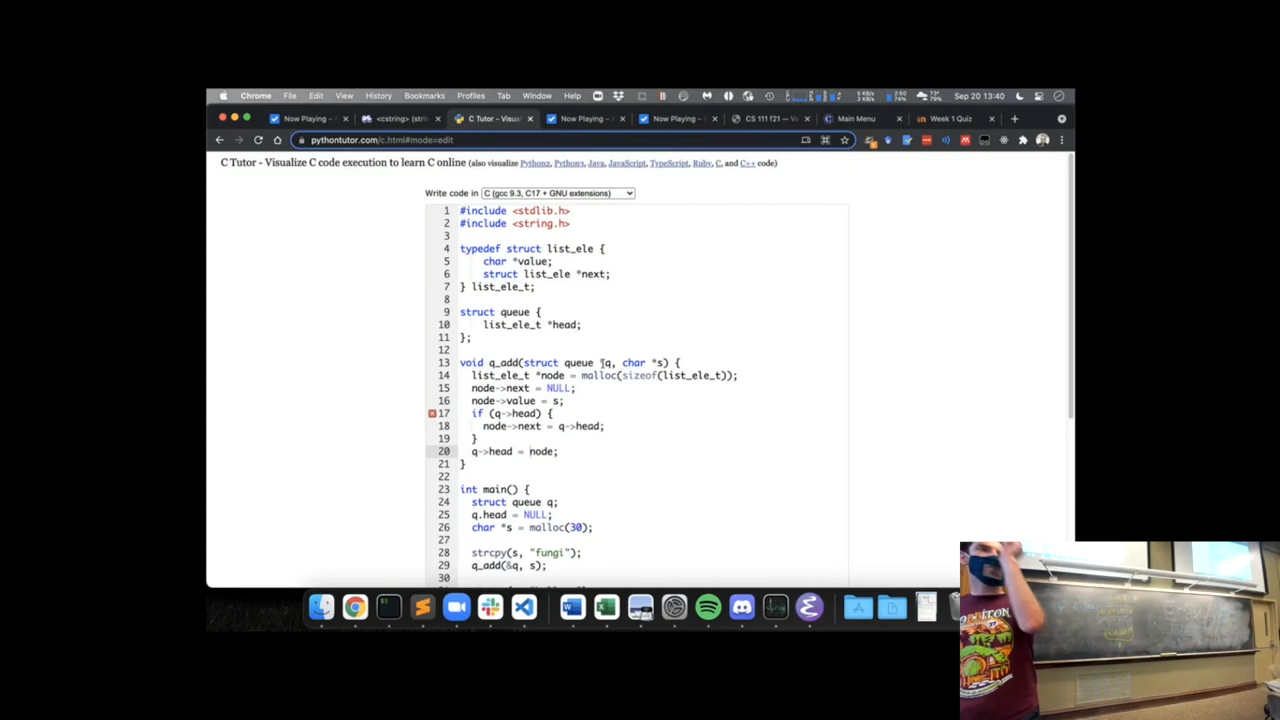 Chrome File Edit View History Bookmarks Profiles Tab Window Help Sep 20 13:40
Now Playing – <cstring> (strin C Tutor - Visual Now Playing – Now Playing – CS 111 f21 — Main Menu Week 1 Quiz
pythontutor.com/c.html#mode=edit
C Tutor - Visualize C code execution to learn C online (also visualize Python2, Python3, Java, JavaScript, TypeScript, Ruby, C, and C++ code)
Write code in C (gcc 9.3, C17 + GNU extensions)
1 #include <stdlib.h>
2 #include <string.h>
3
4 typedef struct list_ele {
5 char *value;
6 struct list_ele *next;
7 } list_ele_t;
8
9 struct queue {
10 list_ele_t *head;
11 };
12
13 void q_add(struct queue *q, char *s) {
14 list_ele_t *node = malloc(sizeof(list_ele_t));
15 node->next = NULL;
16 node->value = s;
17 if (q->head) {
18 node->next = q->head;
19 }
20 q->head = node;
21 }
22
23 int main() {
24 struct queue q;
25 q.head = NULL;
26 char *s = malloc(30);
27
28 strcpy(s, "fungi");
29 q_add(&q, s);
30